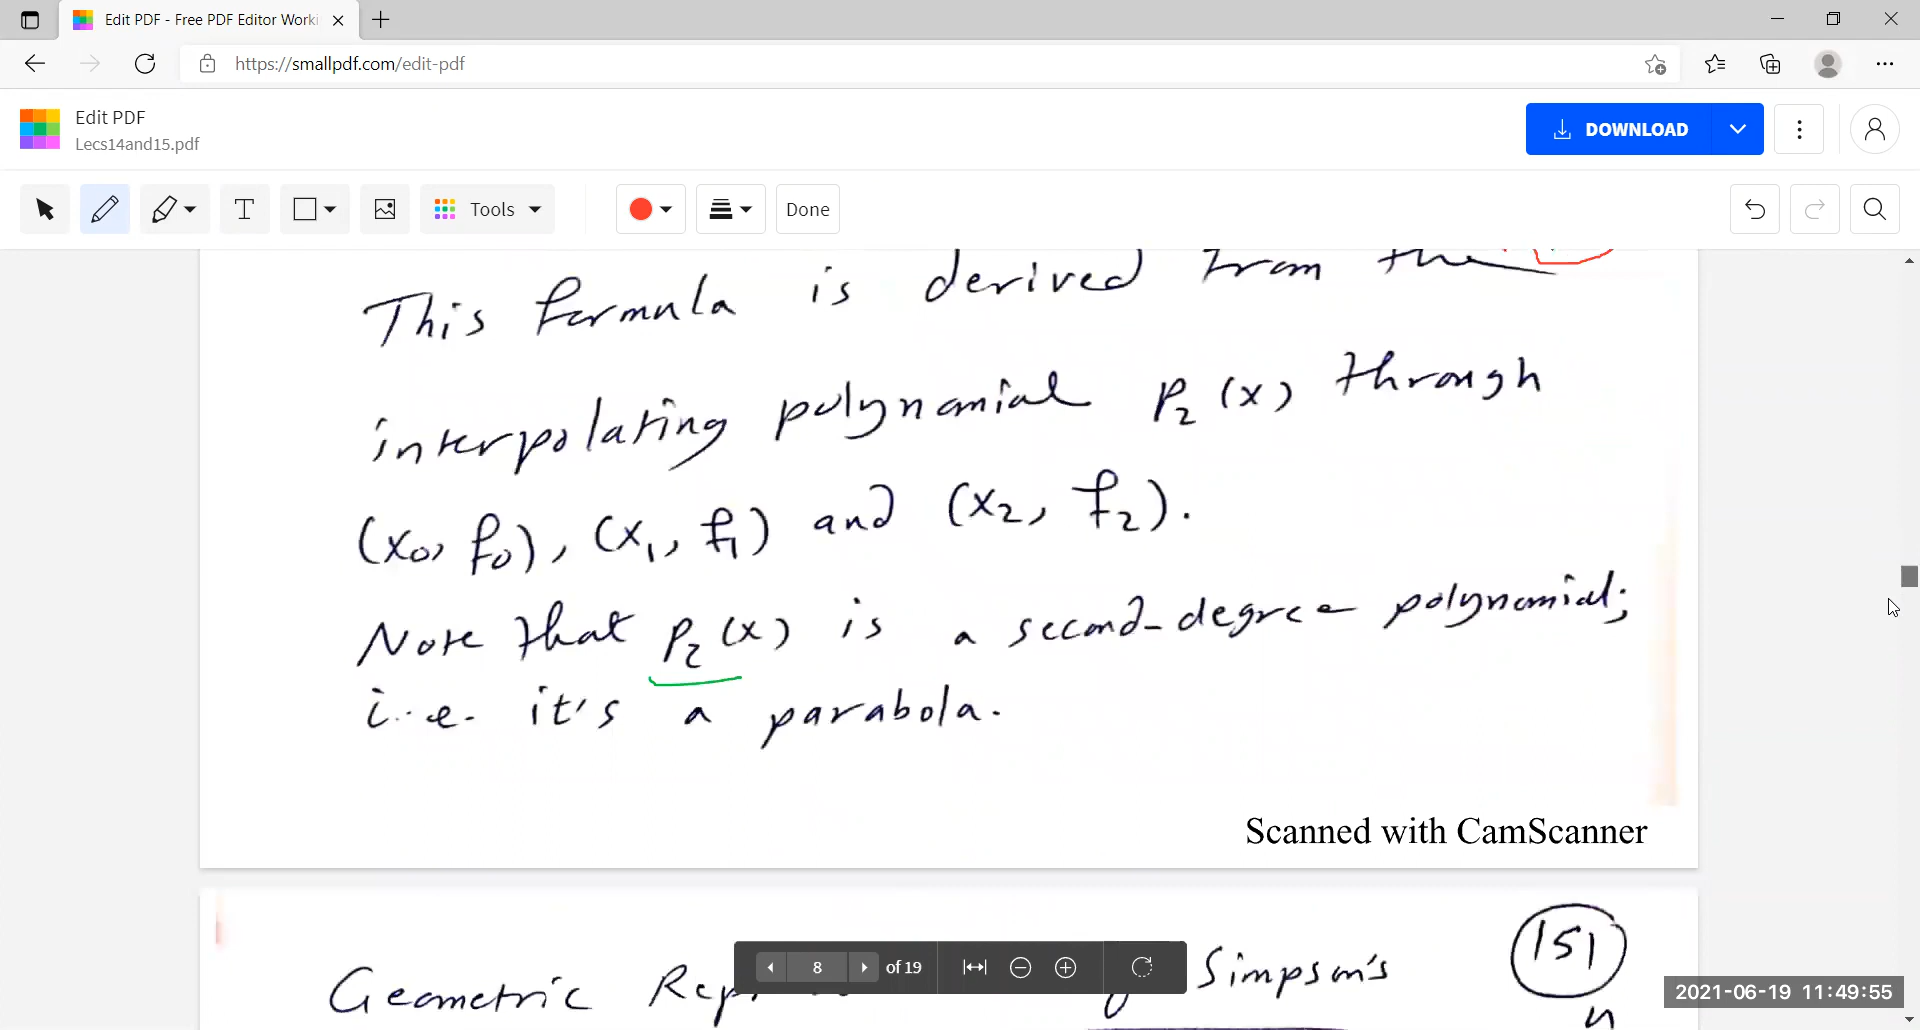 Edit PDF - Free PDF Editor Worki
https://smallpdf.com/edit-pdf
Edit PDF
Lecs14and15.pdf
DOWNLOAD
T
Tools
Done
This formula is derived from the
interpolating polynomial P₂(x) through
(x₀, f₀), (x₁, f₁) and (x₂, f₂).
Note that P₂(x) is a second-degree polynomial;
i.e. it's a parabola.
Scanned with CamScanner
151
Geometric Simpson's
8 of 19
2021-06-19 11:49:55